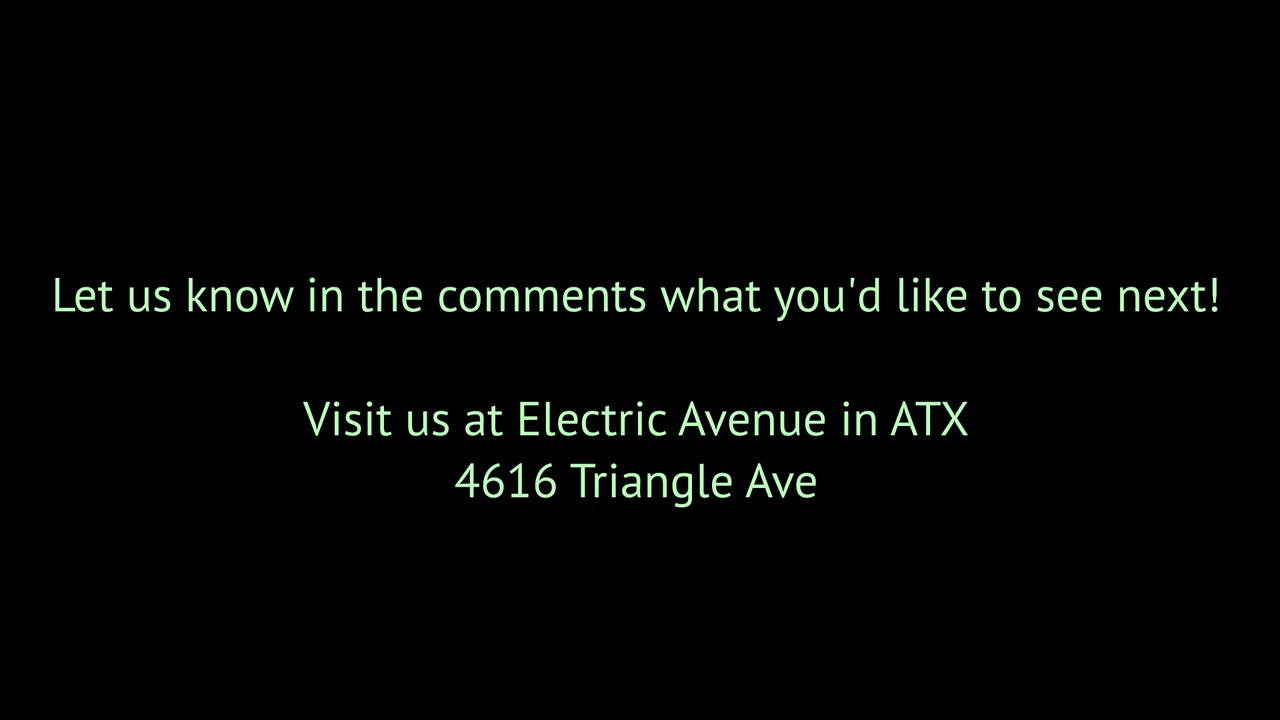 Let us know in the comments what you'd like to see next!
Visit us at Electric Avenue in ATX
4616 Triangle Ave